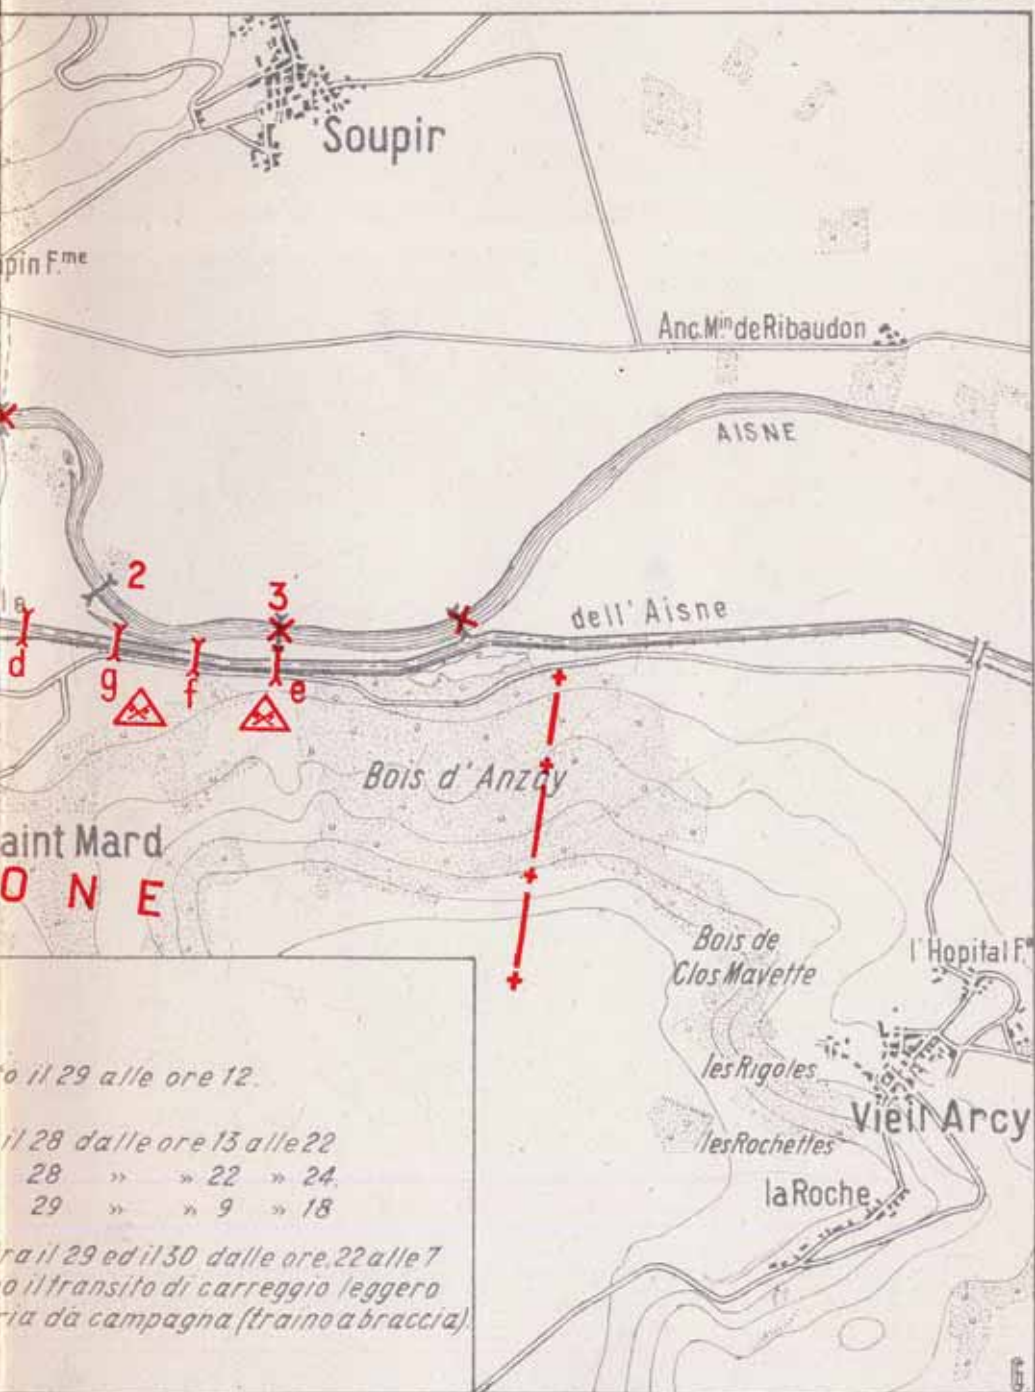 Soupir
pin F.me
Anc. Min de Ribaudon
AISNE
2
3
le
dell'Aisne
d
g
f
e
Bois d'Anzoy
aint Mard
O N E
Bois de
Clos Mavette
l'Hopital F.e
les Rigoles
Vieil Arcy
les Rochettes
la Roche
o il 29 alle ore 12.
il 28 dalle ore 13 alle 22
28 » » 22 » 24.
29 » » 9 » 18
ra il 29 ed il 30 dalle ore 22 alle 7
o il transito di carreggio leggero
ria da campagna (traino a braccia)